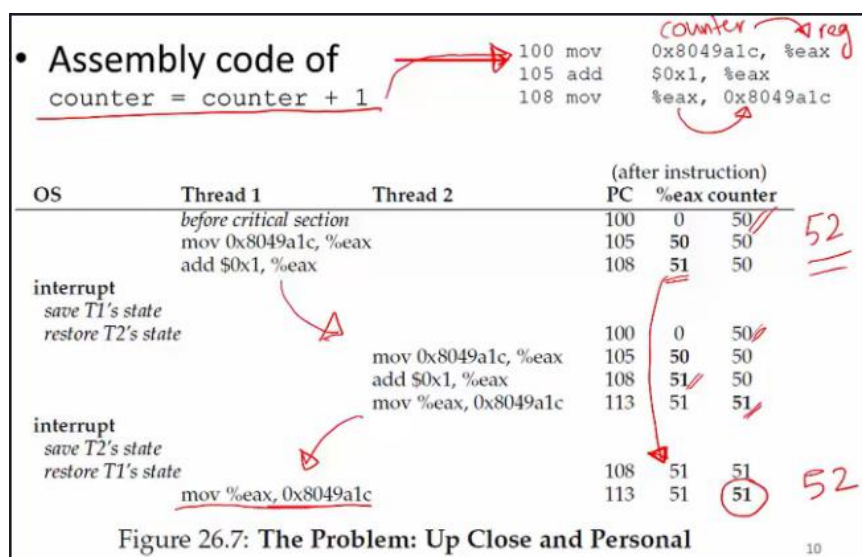 counter → reg
• Assembly code of
counter = counter + 1
100 mov 0x8049a1c, %eax
105 add $0x1, %eax
108 mov %eax, 0x8049a1c
(after instruction)
OS Thread 1 Thread 2 PC %eax counter
before critical section 100 0 50
mov 0x8049a1c, %eax 105 50 50
add $0x1, %eax 108 51 50
52
interrupt
save T1's state
restore T2's state 100 0 50
mov 0x8049a1c, %eax 105 50 50
add $0x1, %eax 108 51 50
mov %eax, 0x8049a1c 113 51 51
interrupt
save T2's state
restore T1's state 108 51 51
mov %eax, 0x8049a1c 113 51 51
52
Figure 26.7: The Problem: Up Close and Personal
10